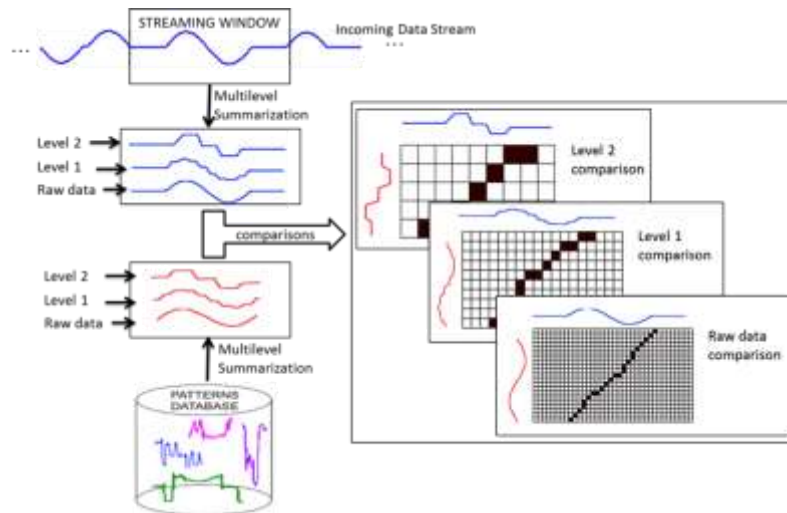 STREAMING WINDOW
Incoming Data Stream
...
...
Multilevel
Summarization
Level 2
Level 1
Raw data
comparisons
Level 2
Level 1
Raw data
Multilevel
Summarization
PATTERNS
DATABASE
Level 2
comparison
Level 1
comparison
Raw data
comparison